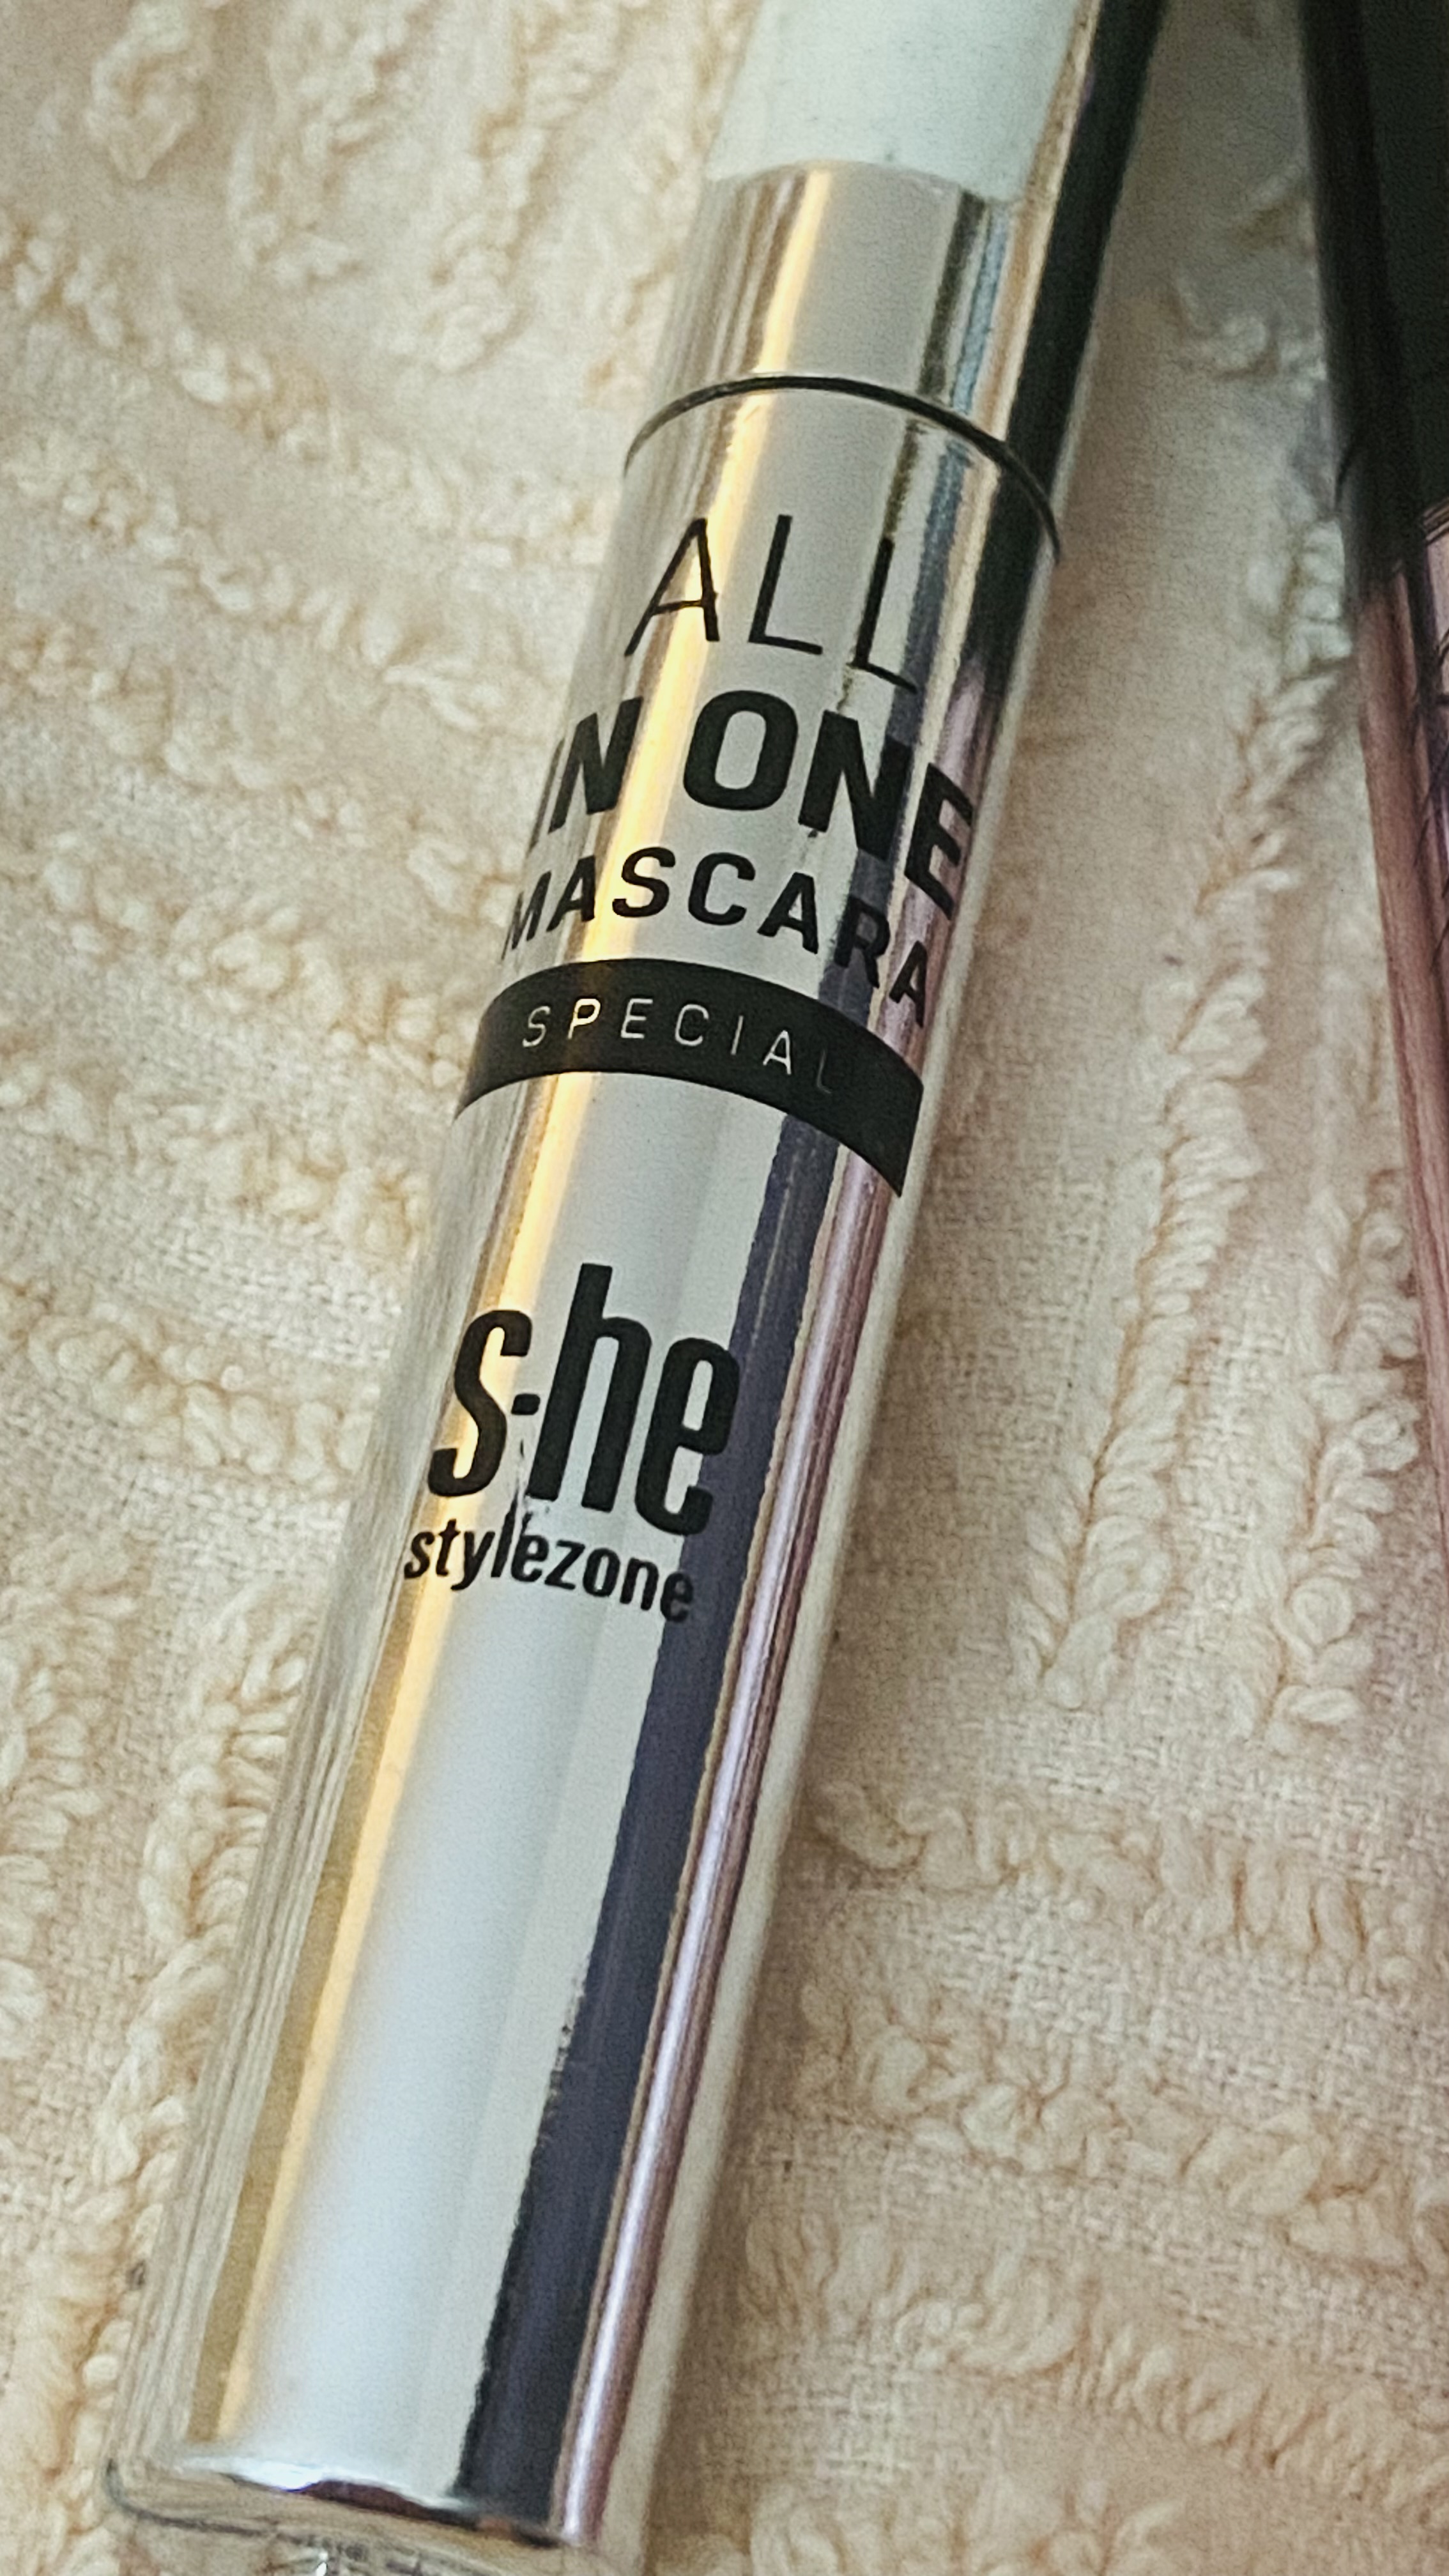 ALL
IN ONE
MASCARA
SPECIAL
s-he
stylezone